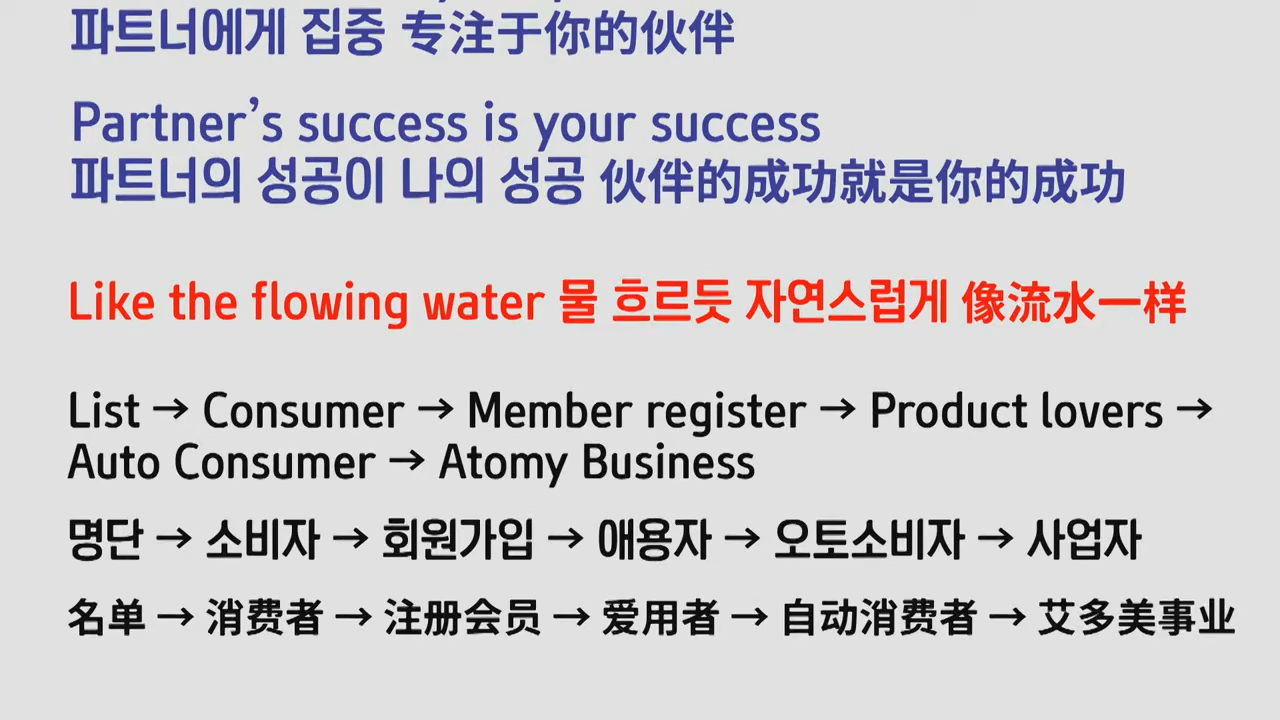 파트너에게 집중 专注于你的伙伴
Partner’s success is your success
파트너의 성공이 나의 성공 伙伴的成功就是你的成功
Like the flowing water 물 흐르듯 자연스럽게 像流水一样
List → Consumer → Member register → Product lovers →
Auto Consumer → Atomy Business
명단 → 소비자 → 회원가입 → 애용자 → 오토소비자 → 사업자
名单 → 消费者 → 注册会员 → 爱用者 → 自动消费者 → 艾多美事业